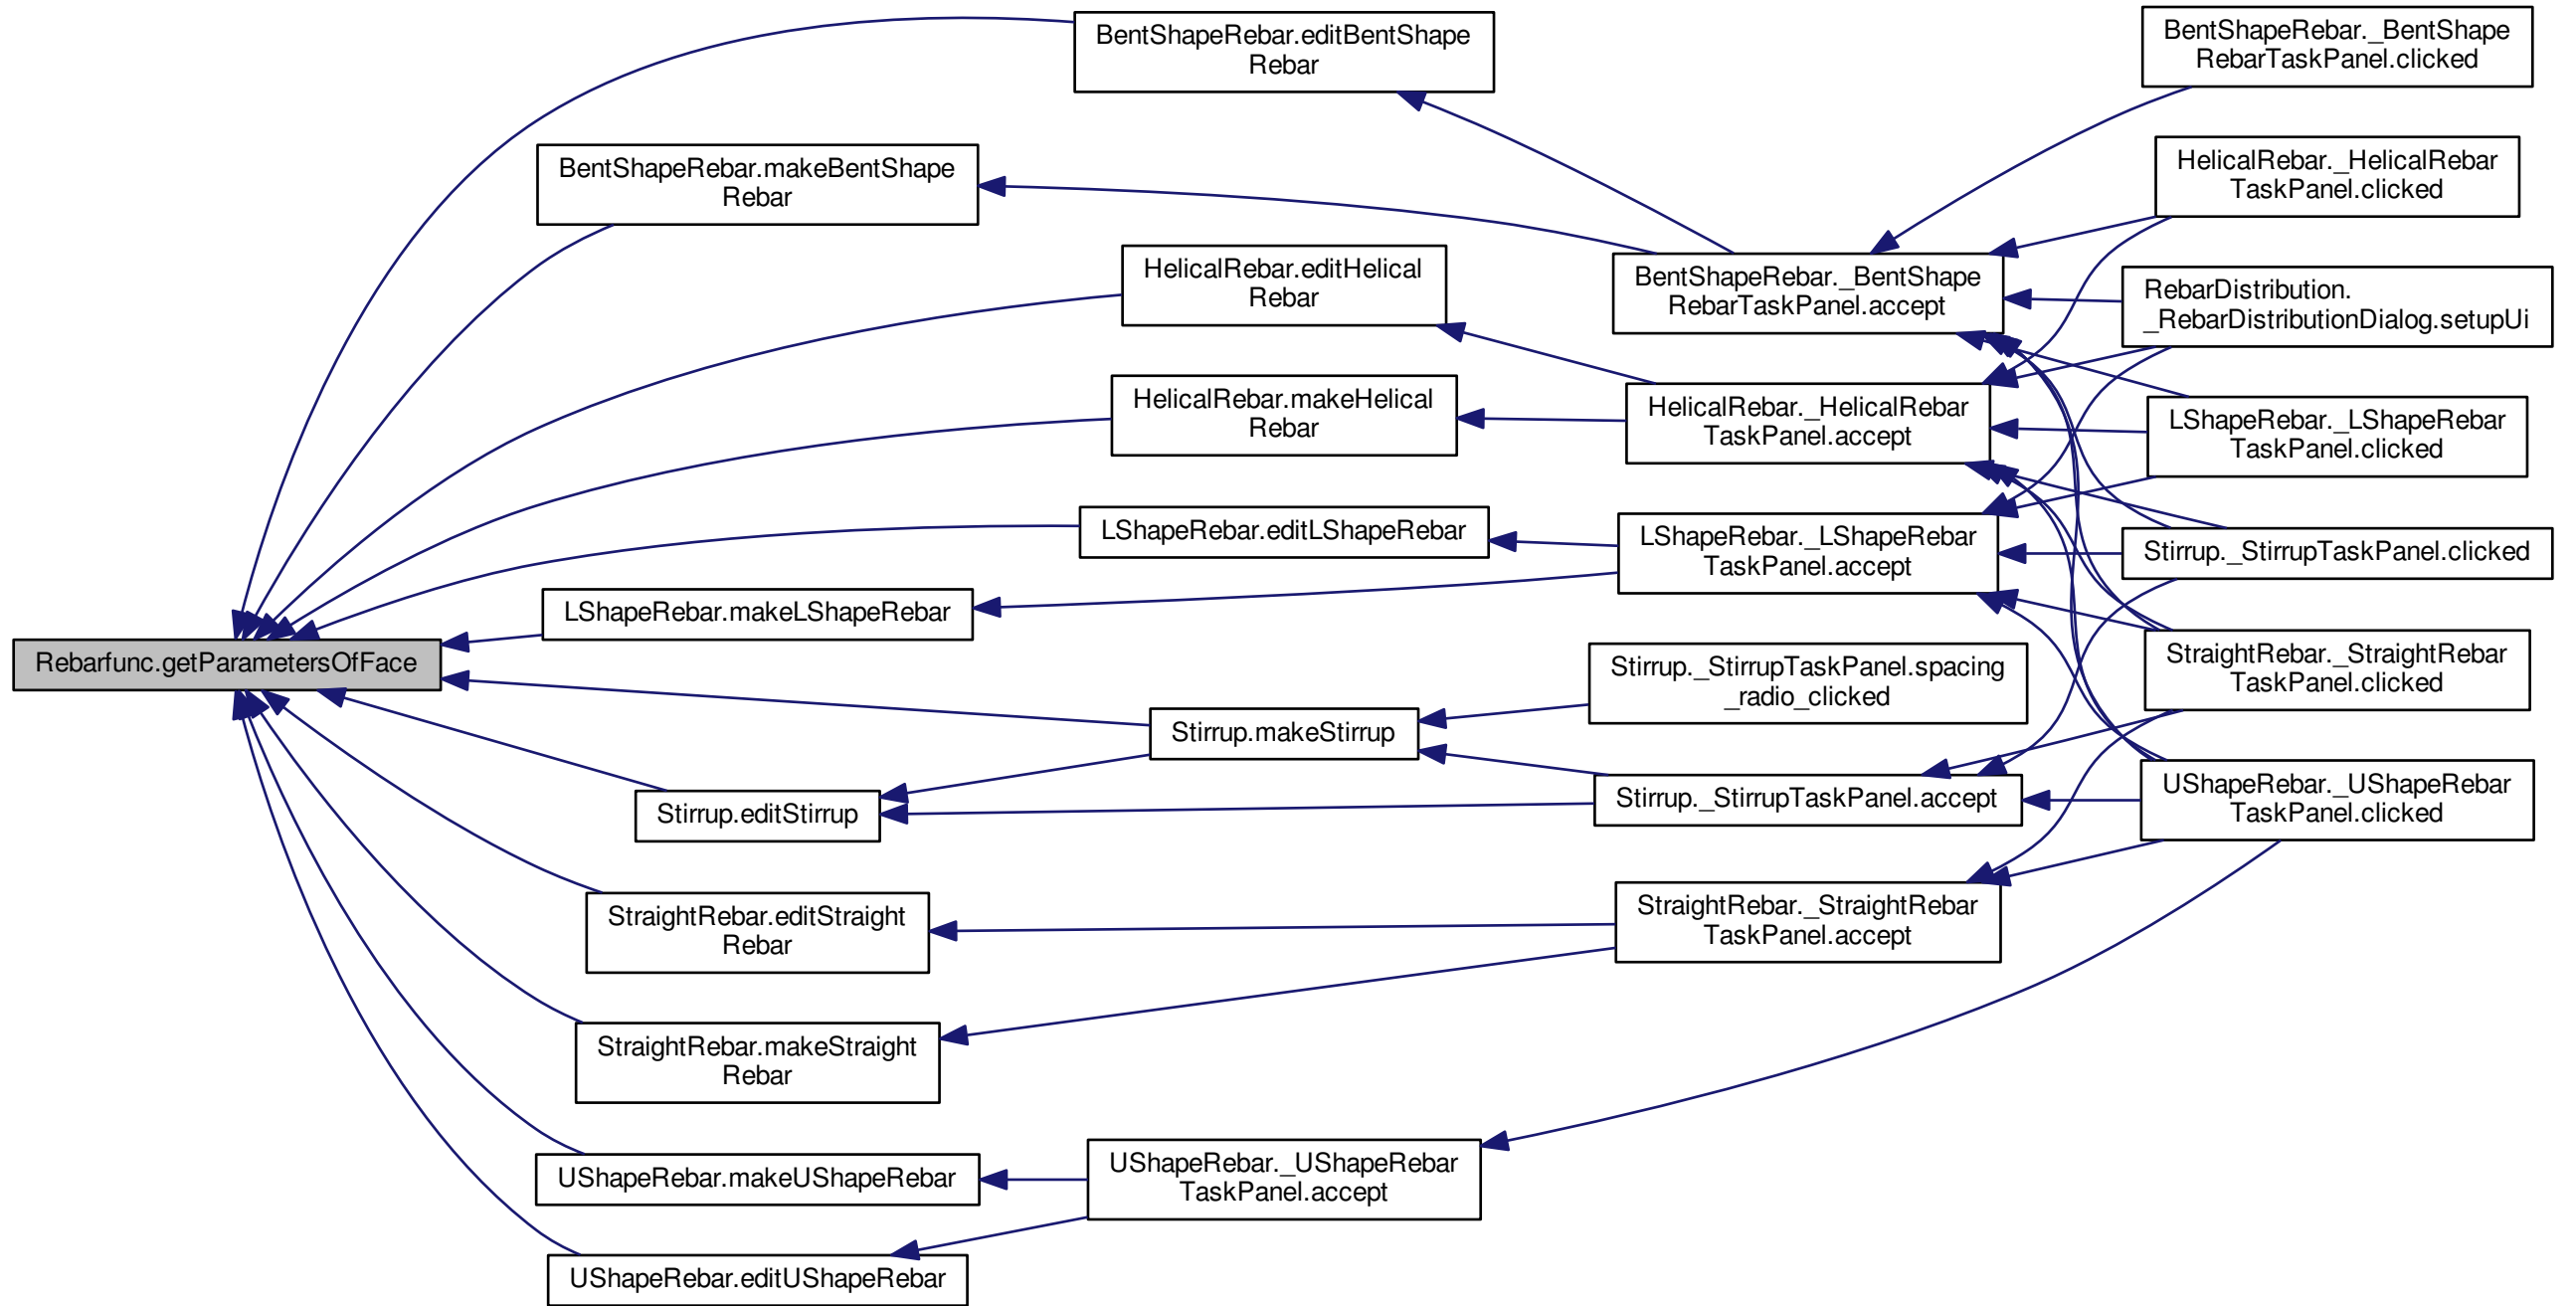 Rebarfunc.getParametersOfFace
BentShapeRebar.editBentShape
Rebar
BentShapeRebar.makeBentShape
Rebar
HelicalRebar.editHelical
Rebar
HelicalRebar.makeHelical
Rebar
LShapeRebar.editLShapeRebar
LShapeRebar.makeLShapeRebar
Stirrup.makeStirrup
Stirrup.editStirrup
StraightRebar.editStraight
Rebar
StraightRebar.makeStraight
Rebar
UShapeRebar.makeUShapeRebar
UShapeRebar.editUShapeRebar
BentShapeRebar._BentShape
RebarTaskPanel.accept
HelicalRebar._HelicalRebar
TaskPanel.accept
LShapeRebar._LShapeRebar
TaskPanel.accept
Stirrup._StirrupTaskPanel.spacing
_radio_clicked
Stirrup._StirrupTaskPanel.accept
StraightRebar._StraightRebar
TaskPanel.accept
UShapeRebar._UShapeRebar
TaskPanel.accept
BentShapeRebar._BentShape
RebarTaskPanel.clicked
HelicalRebar._HelicalRebar
TaskPanel.clicked
RebarDistribution.
_RebarDistributionDialog.setupUi
LShapeRebar._LShapeRebar
TaskPanel.clicked
Stirrup._StirrupTaskPanel.clicked
StraightRebar._StraightRebar
TaskPanel.clicked
UShapeRebar._UShapeRebar
TaskPanel.clicked